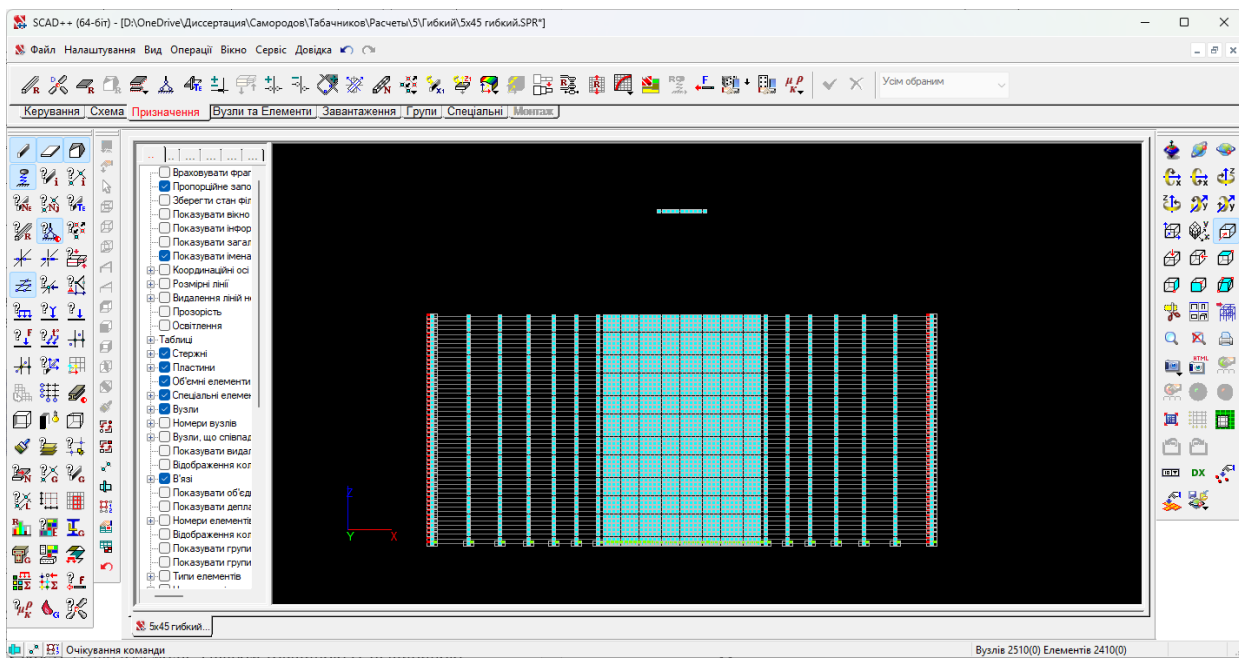 SCAD++ (64-біт) - [D:\OneDrive\Диссертация\Самородов\Табачников\Расчеты\5\Гибкий\5x45 гибкий.SPR*]
Файл Налаштування Вид Операції Вікно Сервіс Довідка
Усім обраним
Керування Схема Призначення Вузли та Елементи Завантаження Групи Спеціальні Монтаж
Враховувати фраг
Пропорційне запо
Зберегти стан філ
Показувати вікно
Показувати інфор
Показувати загал
Показувати імена
Координаційні осі
Розмірні лінії
Видалення ліній н
Прозорість
Освітлення
Таблиці
Стержні
Пластини
Об'ємні елементи
Спеціальні елемен
Вузли
Номери вузлів
Вузли, що співпад
Показувати видал
Відображення кол
В'язі
Показувати об'єд
Показувати депла
Номери елементів
Відображення кол
Показувати групи
Показувати групи
Типи елементів
Z
Y X
5x45 гибкий...
Очікування команди
Вузлів 2510(0) Елементів 2410(0)